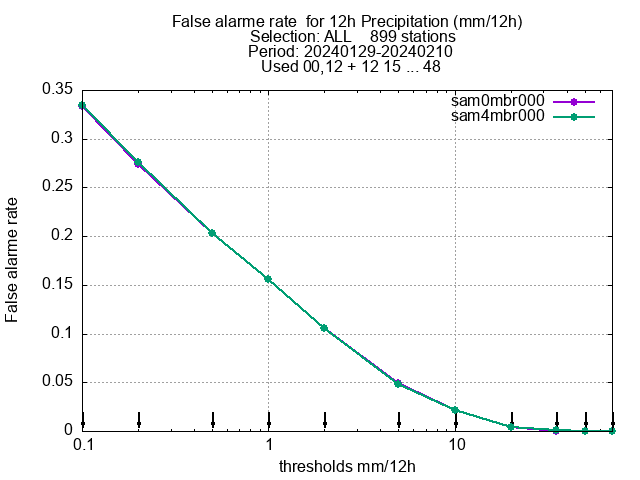 False alarme rate  for 12h Precipitation (mm/12h)
Selection: ALL    899 stations
Period: 20240129-20240210
Used 00,12 + 12 15 ... 48
sam0mbr000
sam4mbr000
0.35
0.3
0.25
0.2
0.15
0.1
0.05
0
False alarme rate
0.1
1
10
thresholds mm/12h